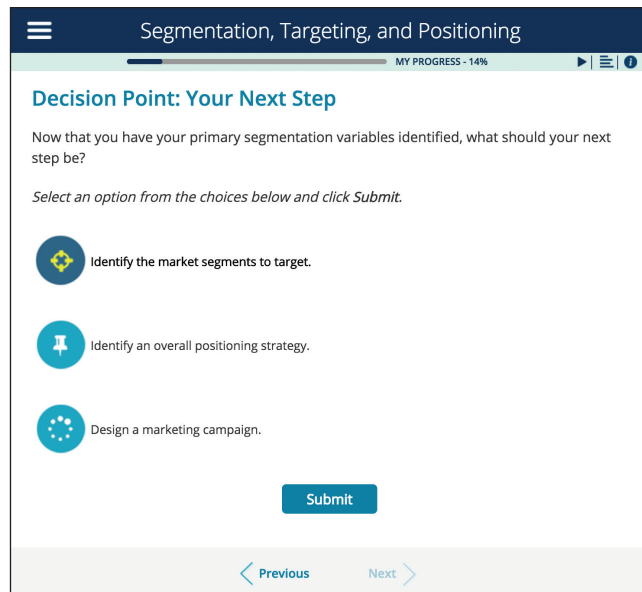 Segmentation, Targeting, and Positioning
MY PROGRESS - 14%
Decision Point: Your Next Step
Now that you have your primary segmentation variables identified, what should your next
step be?
Select an option from the choices below and click Submit.
Identify the market segments to target.
Identify an overall positioning strategy.
Design a marketing campaign.
Submit
Previous
Next